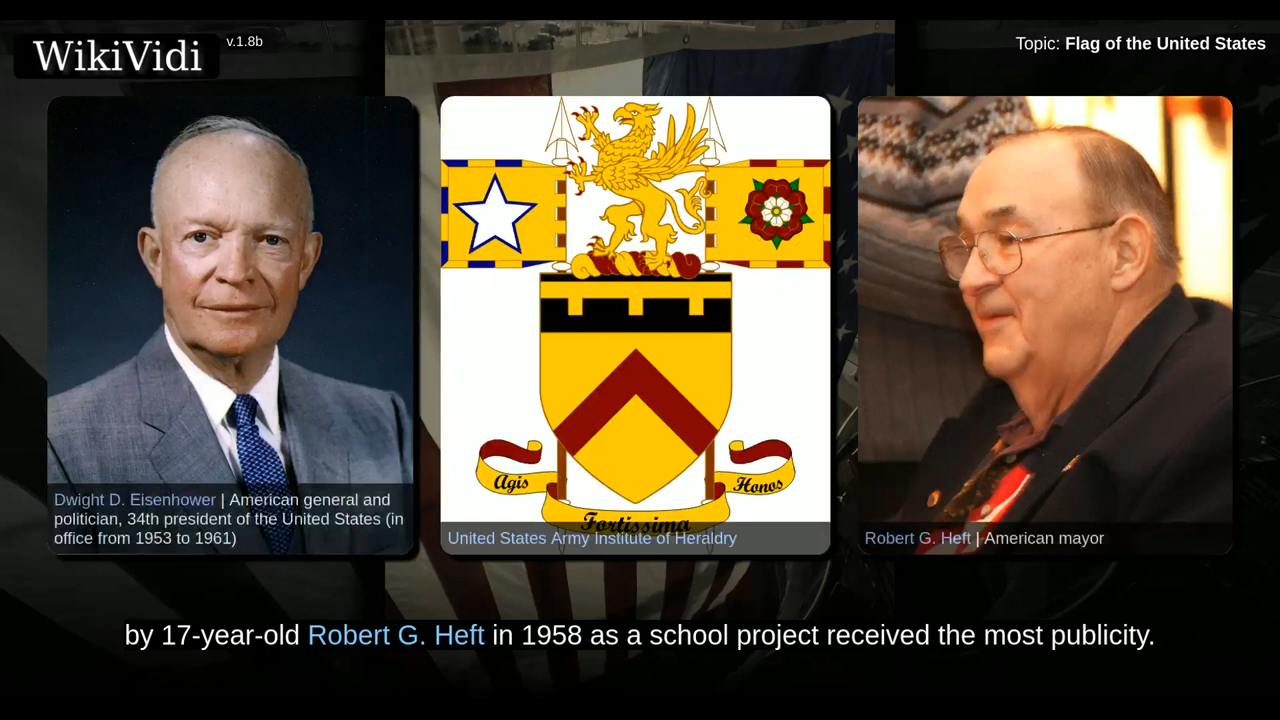 WikiVidi
v.1.8b
Topic: Flag of the United States
Dwight D. Eisenhower | American general and
politician, 34th president of the United States (in
office from 1953 to 1961)
Agis
Honos
Fortissima
United States Army Institute of Heraldry
Robert G. Heft | American mayor
by 17-year-old Robert G. Heft in 1958 as a school project received the most publicity.